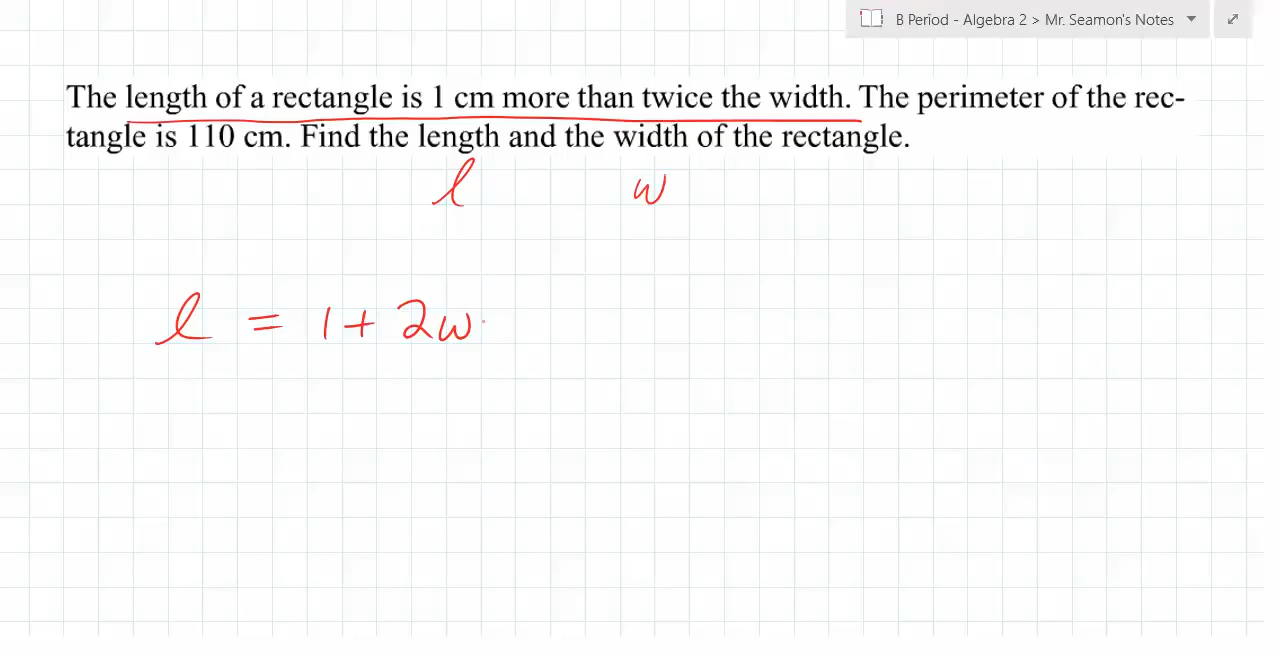 B Period - Algebra 2 > Mr. Seamon's Notes
The length of a rectangle is 1 cm more than twice the width. The perimeter of the rec-
tangle is 110 cm. Find the length and the width of the rectangle.
l w
l = 1 + 2w